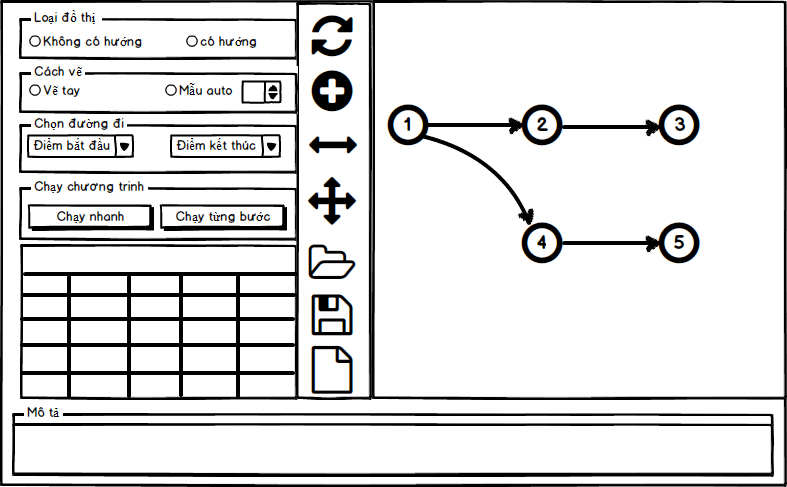 Loại đồ thị
Không có hướng
có hướng
Cách vẽ
Vẽ tay
Mẫu auto
Chọn đường đi
Điểm bắt đầu
Điểm kết thúc
Chạy chương trinh
Chạy nhanh
Chạy từng bước
1
2
3
4
5
Mô tả